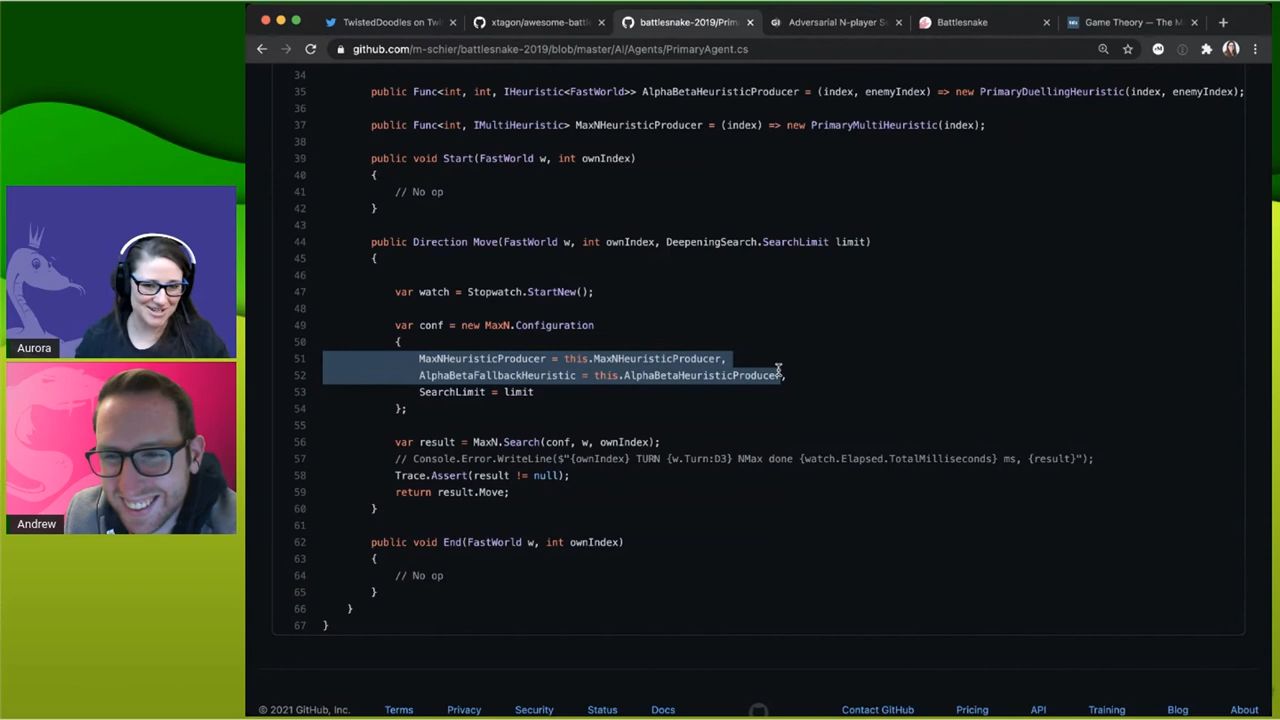 TwistedDoodles on Tw
xtagon/awesome-battl
battlesnake-2019/Prim
Adversarial N-player S
Battlesnake
Game Theory — The M
github.com/m-schier/battlesnake-2019/blob/master/AI/Agents/PrimaryAgent.cs
34
35 public Func<int, int, IHeuristic<FastWorld>> AlphaBetaHeuristicProducer = (index, enemyIndex) => new PrimaryDuellingHeuristic(index, enemyIndex);
36
37 public Func<int, IMultiHeuristic> MaxNHeuristicProducer = (index) => new PrimaryMultiHeuristic(index);
38
39 public void Start(FastWorld w, int ownIndex)
40 {
41 // No op
42 }
43
44 public Direction Move(FastWorld w, int ownIndex, DeepeningSearch.SearchLimit limit)
45 {
46
47 var watch = Stopwatch.StartNew();
48
49 var conf = new MaxN.Configuration
50 {
51 MaxNHeuristicProducer = this.MaxNHeuristicProducer,
52 AlphaBetaFallbackHeuristic = this.AlphaBetaHeuristicProducer,
53 SearchLimit = limit
54 };
55
56 var result = MaxN.Search(conf, w, ownIndex);
57 // Console.Error.WriteLine($"{ownIndex} TURN {w.Turn:D3} NMax done {watch.Elapsed.TotalMilliseconds} ms, {result}");
58 Trace.Assert(result != null);
59 return result.Move;
60 }
61
62 public void End(FastWorld w, int ownIndex)
63 {
64 // No op
65 }
66 }
67 }
© 2021 GitHub, Inc. Terms Privacy Security Status Docs Contact GitHub Pricing API Training Blog About
Aurora
Andrew